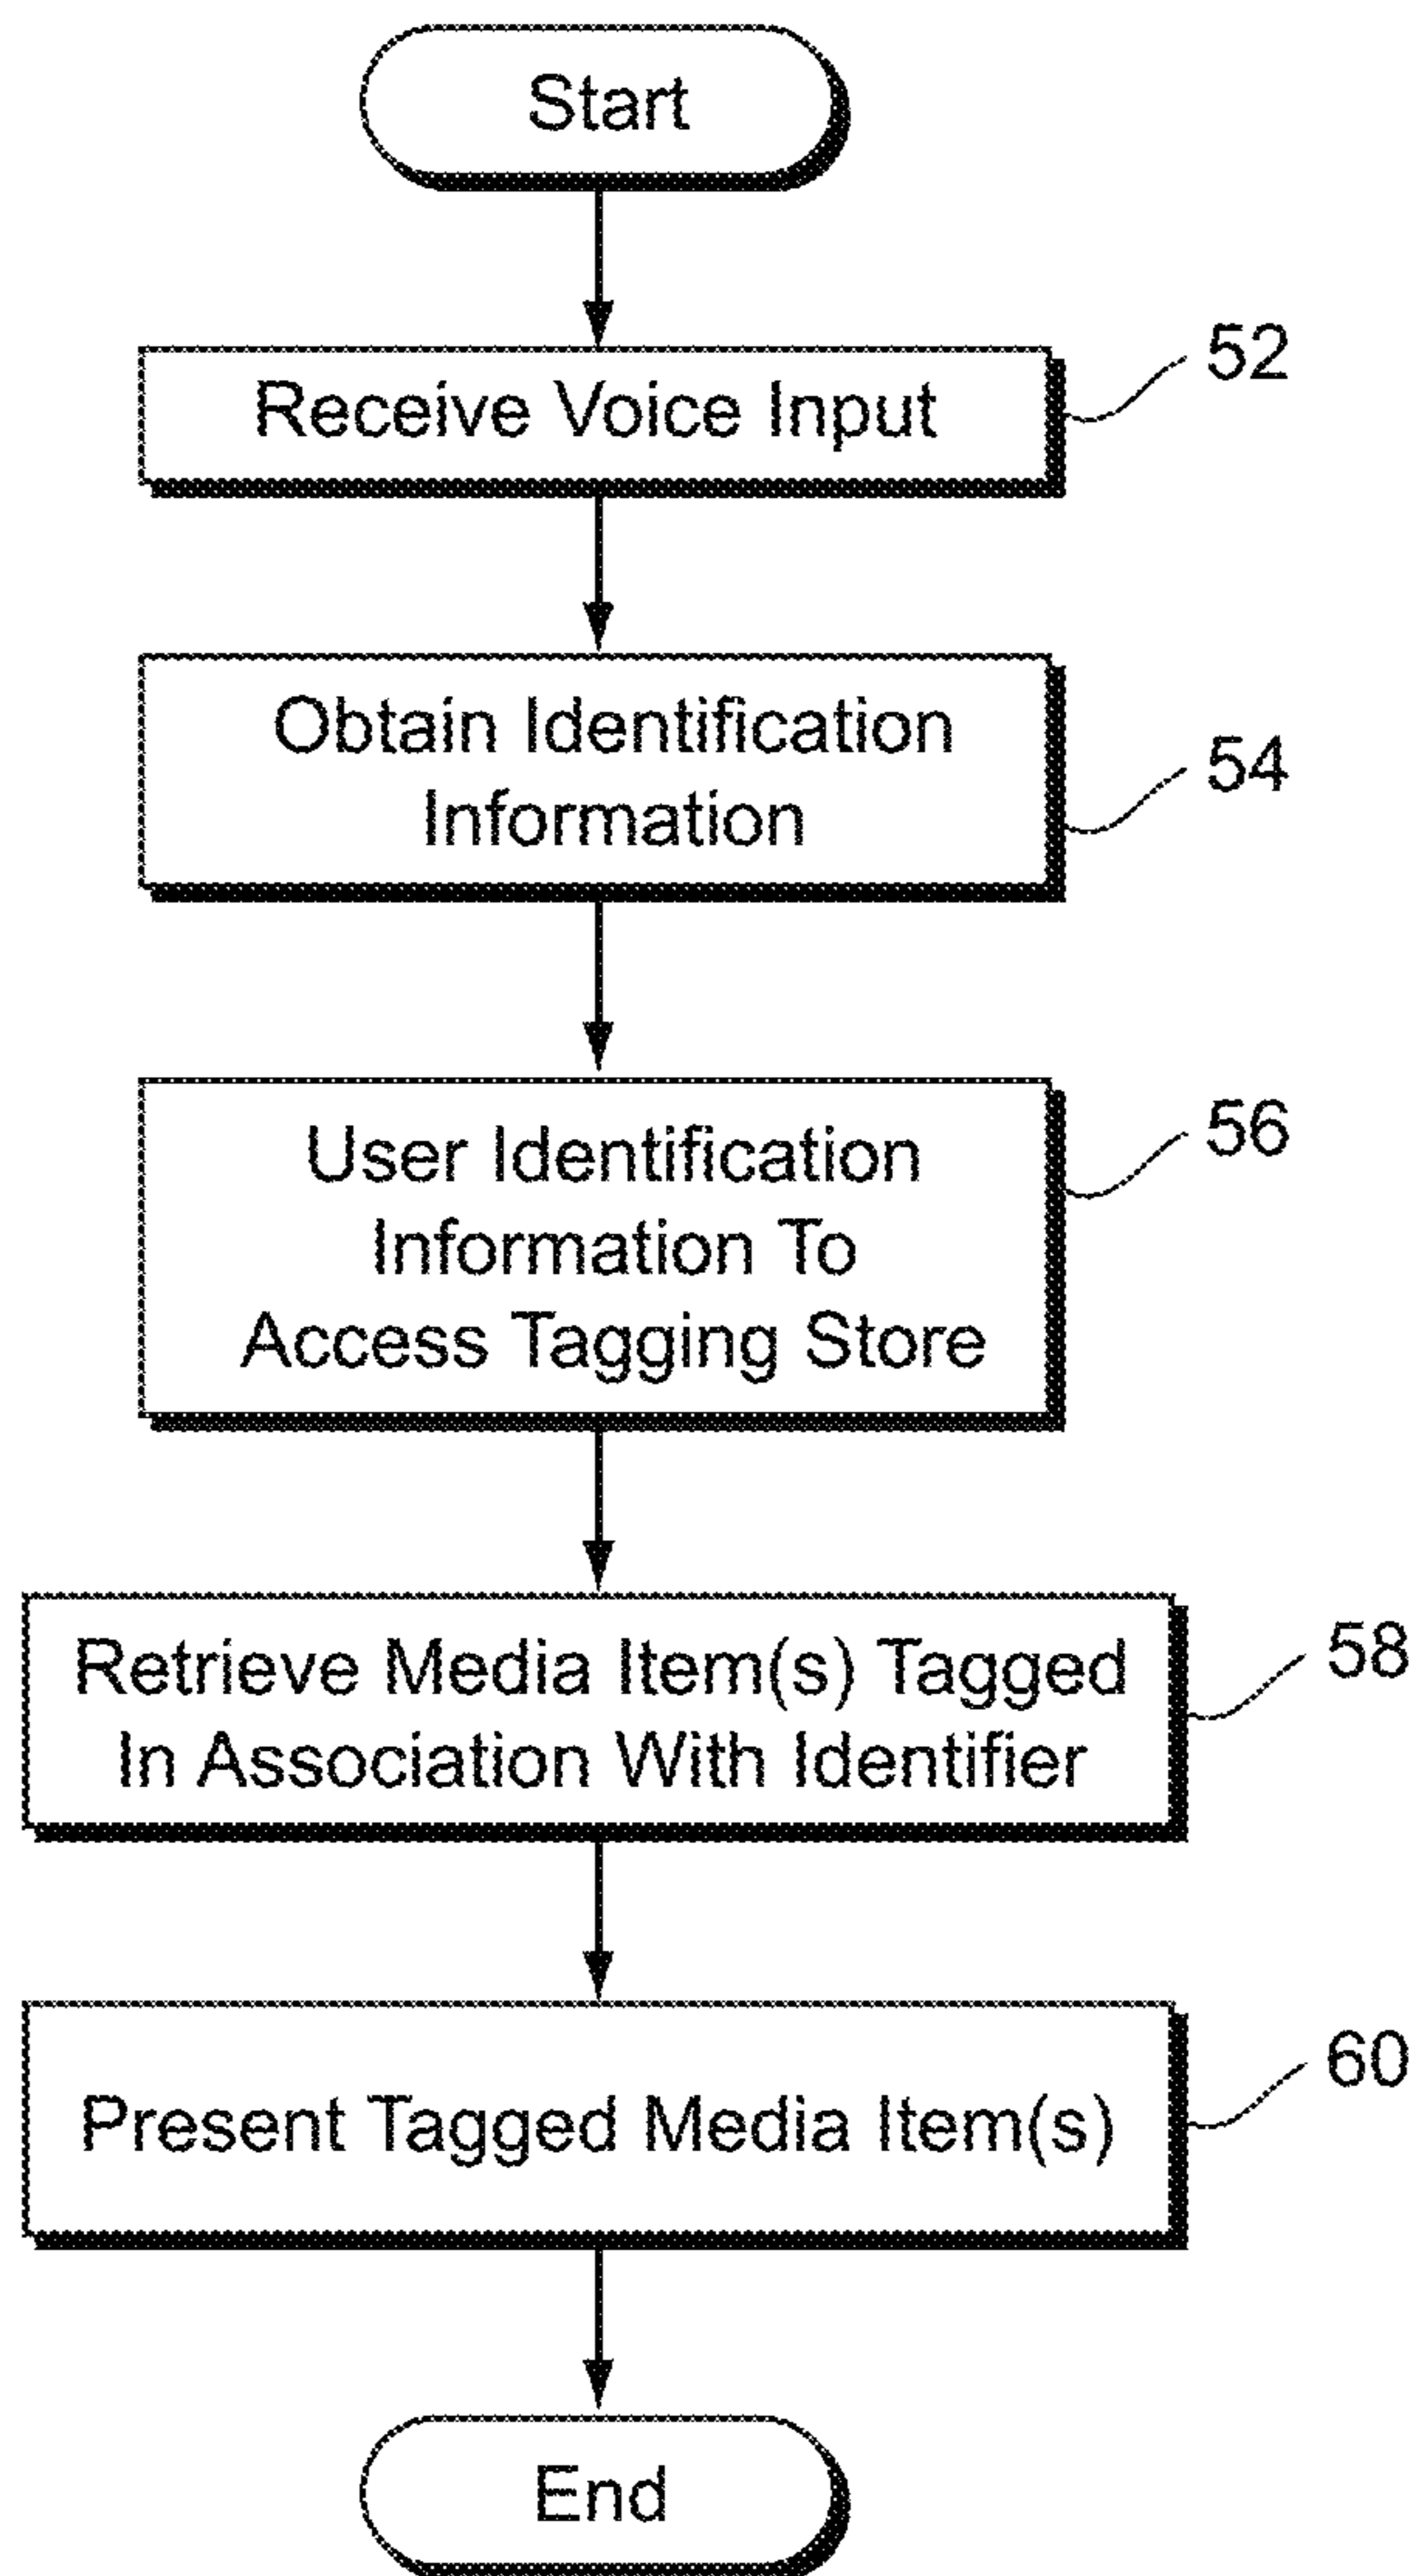 Start
Receive Voice Input
52
Obtain Identification
Information
54
User Identification
Information To
Access Tagging Store
56
Retrieve Media Item(s) Tagged
In Association With Identifier
58
Present Tagged Media Item(s)
60
End